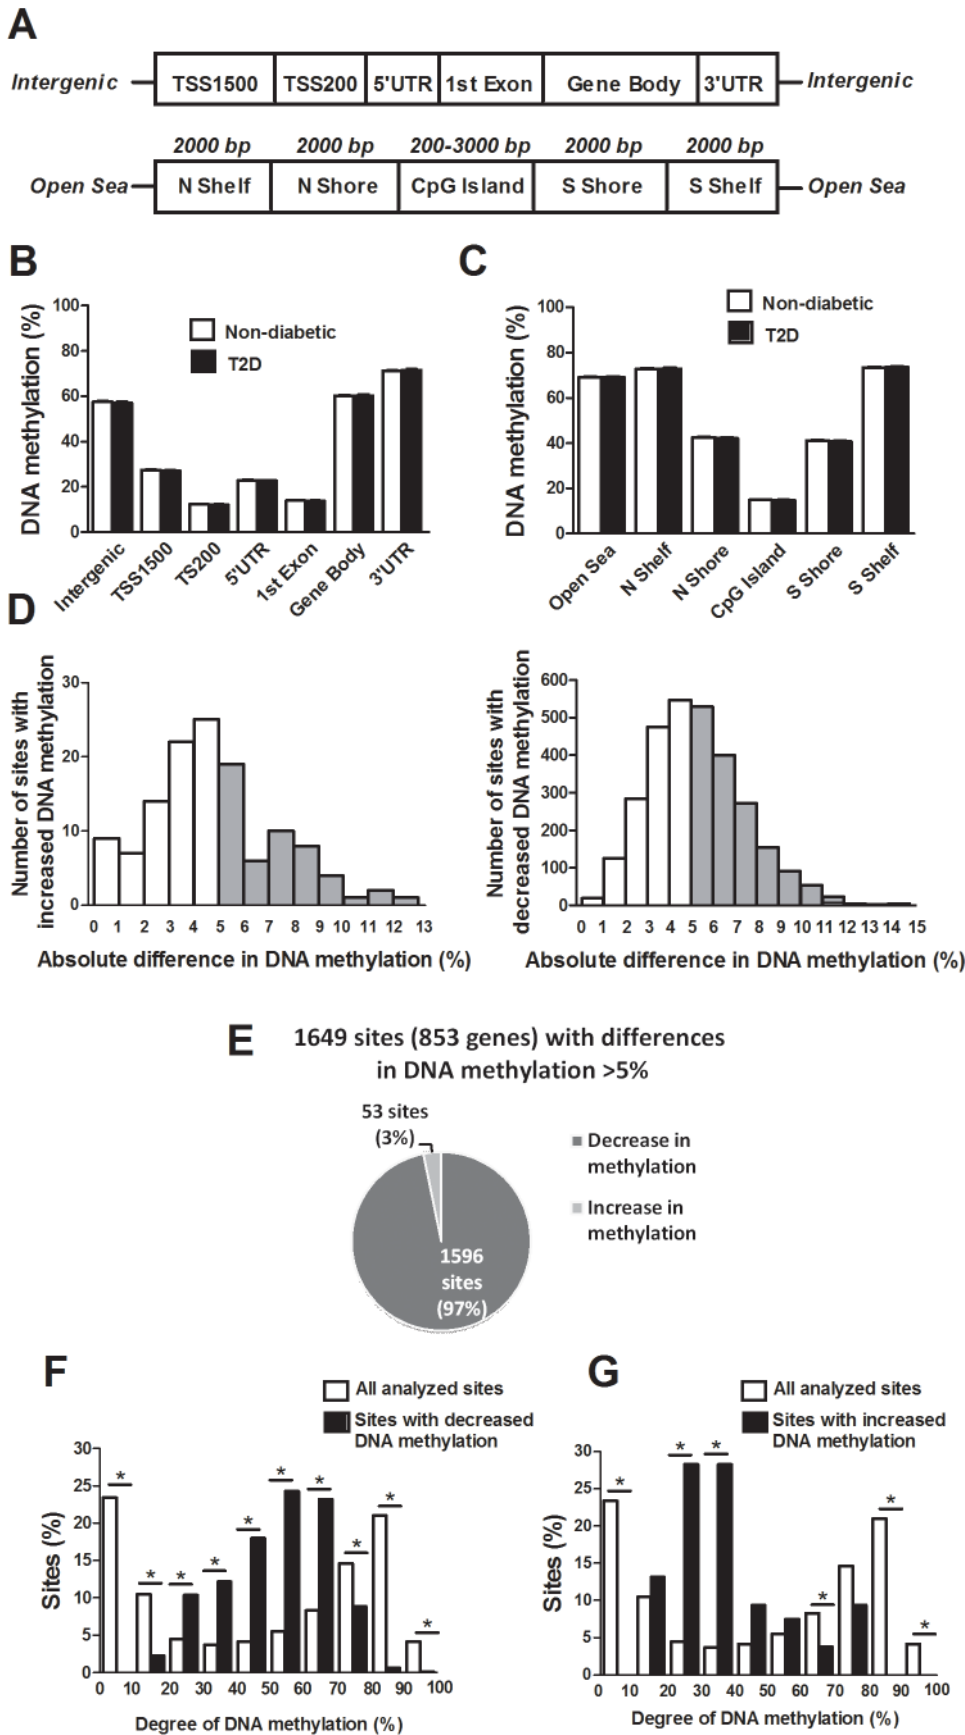 A
Intergenic TSS1500 TSS200 5'UTR 1st Exon Gene Body 3'UTR Intergenic
2000 bp 2000 bp 200-3000 bp 2000 bp 2000 bp
Open Sea N Shelf N Shore CpG Island S Shore S Shelf Open Sea
B
DNA methylation (%)
100
80
60
40
20
0
Non-diabetic
T2D
Intergenic TSS1500 TS200 5'UTR 1st Exon Gene Body 3'UTR
C
DNA methylation (%)
100
80
60
40
20
0
Non-diabetic
T2D
Open Sea N Shelf N Shore CpG Island S Shore S Shelf
D
Number of sites with
increased DNA methylation
30
20
10
0
0 1 2 3 4 5 6 7 8 9 10 11 12 13
Absolute difference in DNA methylation (%)
Number of sites with
decreased DNA methylation
600
500
400
300
200
100
0
0 1 2 3 4 5 6 7 8 9 10 11 12 13 14 15
Absolute difference in DNA methylation (%)
E
1649 sites (853 genes) with differences
in DNA methylation >5%
53 sites
(3%)
1596
sites
(97%)
Decrease in
methylation
Increase in
methylation
F
All analyzed sites
Sites with decreased
DNA methylation
Sites (%)
30
25
20
15
10
5
0
* * * * * * * * * *
0 10 20 30 40 50 60 70 80 90 100
Degree of DNA methylation (%)
G
All analyzed sites
Sites with increased
DNA methylation
Sites (%)
30
25
20
15
10
5
0
* * * * * *
0 10 20 30 40 50 60 70 80 90 100
Degree of DNA methylation (%)